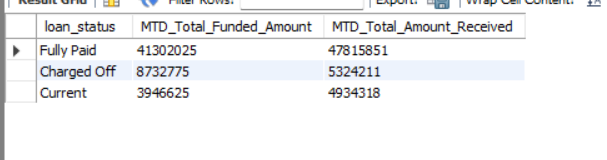 Result Grid Filter Rows: Export: Wrap Cell Content: IA
loan_status MTD_Total_Funded_Amount MTD_Total_Amount_Received
Fully Paid 41302025 47815851
Charged Off 8732775 5324211
Current 3946625 4934318